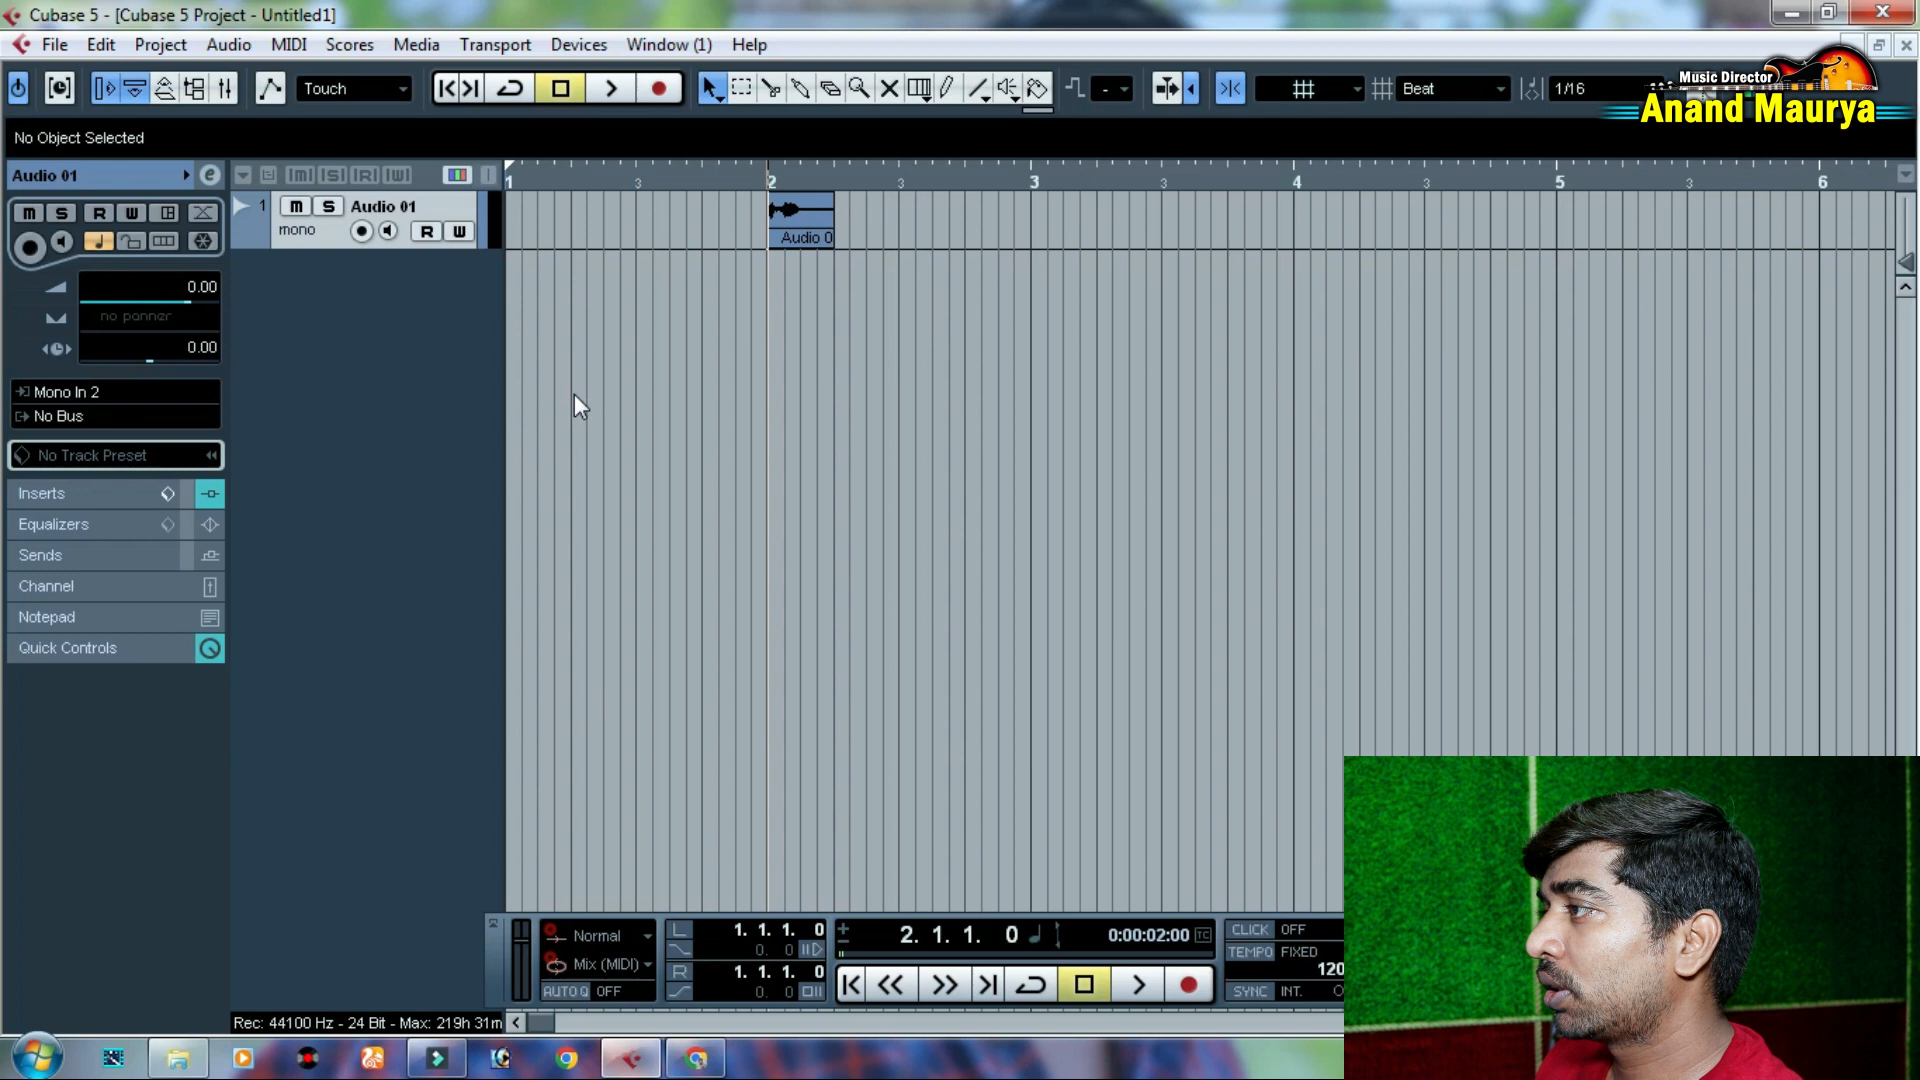 Cubase 5 - [Cubase 5 Project - Untitled1]
File Edit Project Audio MIDI Scores Media Transport Devices Window (1) Help
Touch - Beat 1/16
Music Director
Anand Maurya
No Object Selected
Audio 01 e M S R W 1 3 2 3 3 3 4 3 5 3 6
M S R W
1 M S Audio 01
mono R W
Audio 0
0.00
no panner
0.00
Mono In 2
No Bus
No Track Preset
Inserts
Equalizers
Sends
Channel
Notepad
Quick Controls
Normal L 1. 1. 1. 0 2. 1. 1. 0 0:00:02:00 TC CLICK OFF
0. 0
Mix (MIDI) TEMPO FIXED
R 1. 1. 1. 0 120
AUTO Q OFF 0. 0 SYNC INT.
Rec: 44100 Hz - 24 Bit - Max: 219h 31m